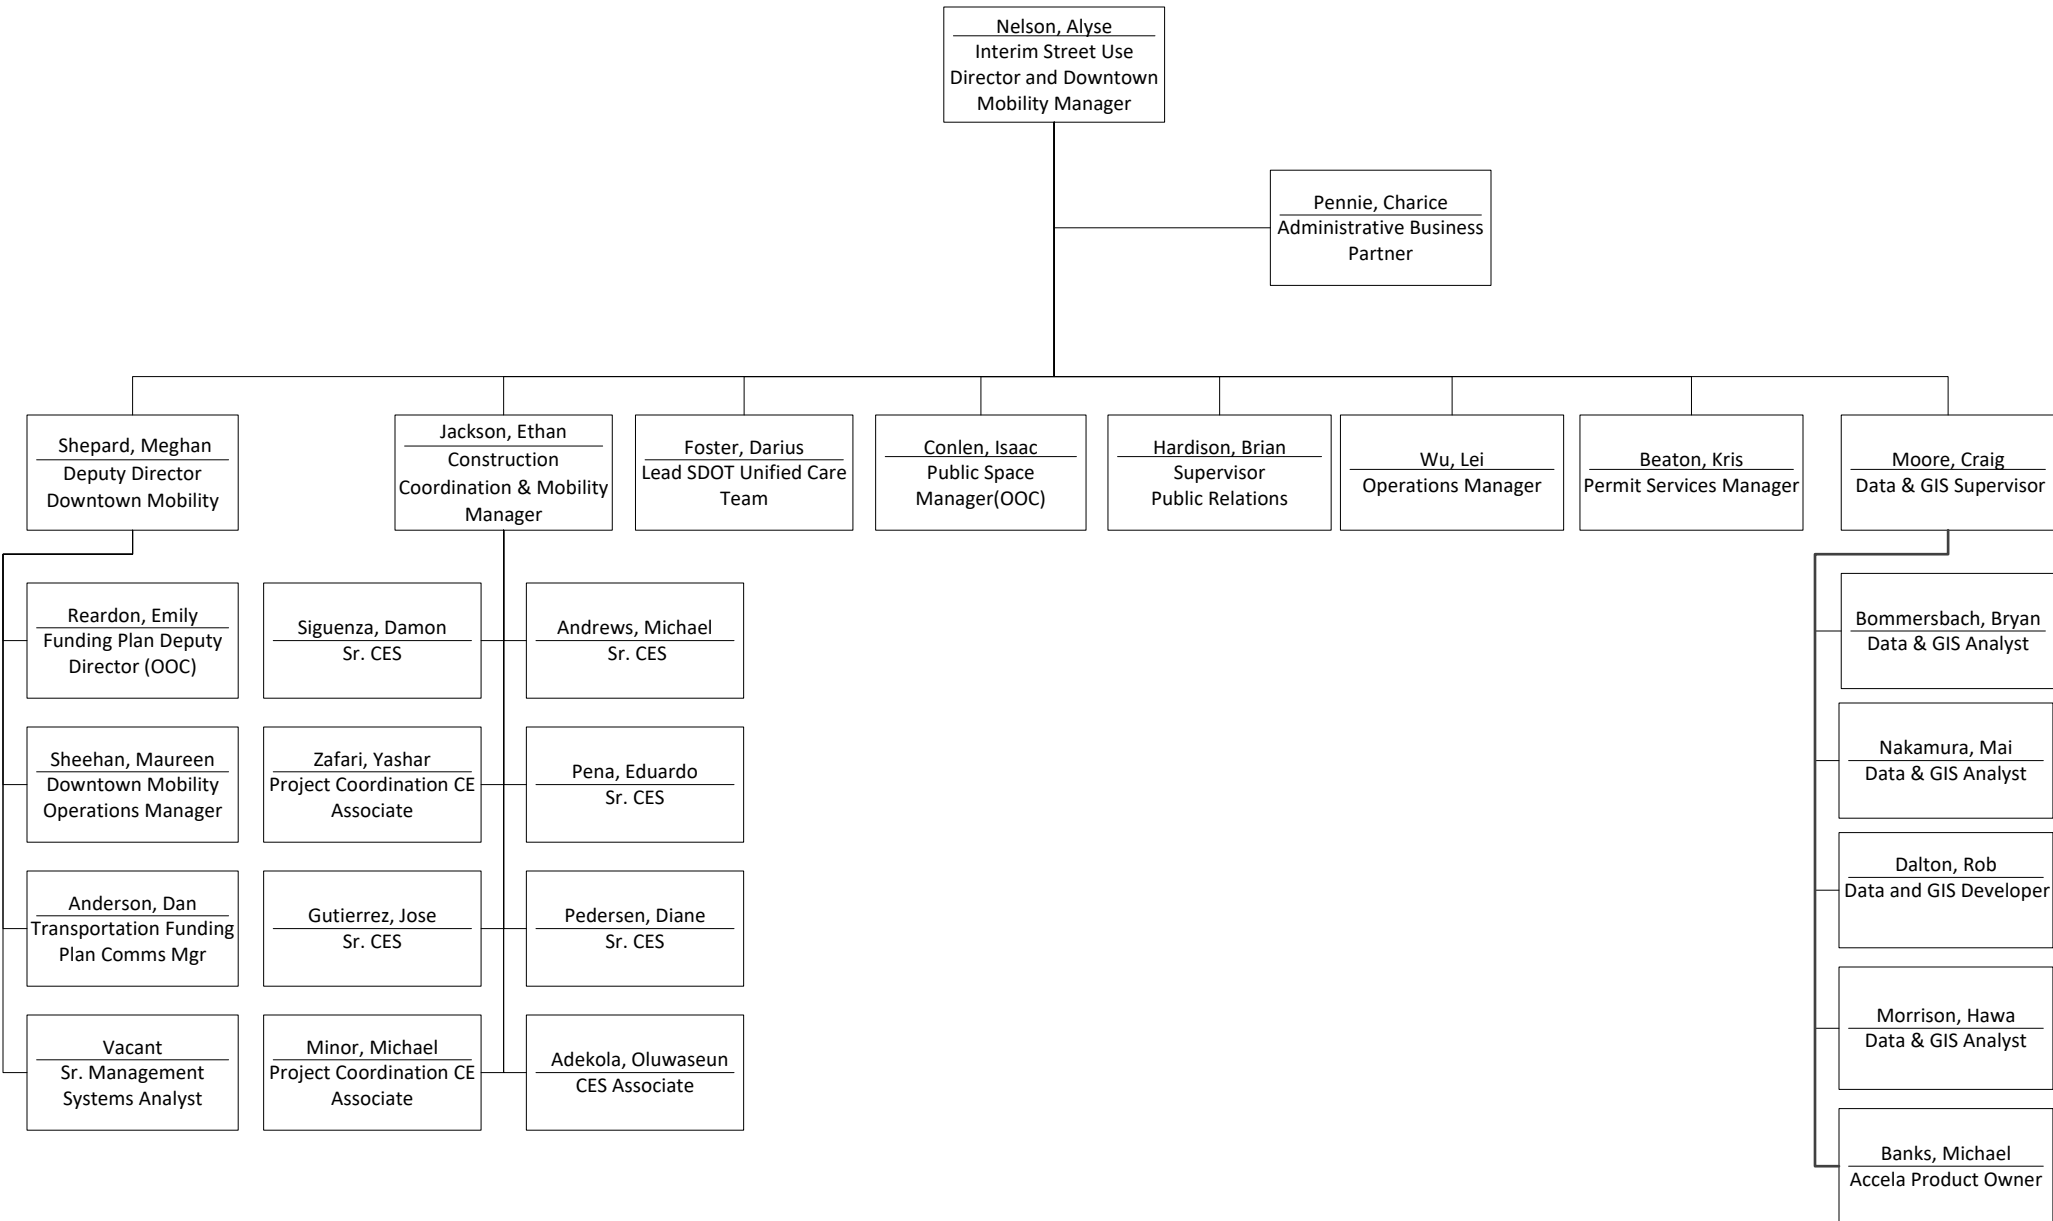 Nelson, Alyse
Interim Street Use
Director and Downtown
Mobility Manager
Pennie, Charice
Administrative Business
Partner
Shepard, Meghan
Deputy Director
Downtown Mobility
Jackson, Ethan
Construction
Coordination & Mobility
Manager
Foster, Darius
Lead SDOT Unified Care
Team
Conlen, Isaac
Public Space
Manager(OOC)
Hardison, Brian
Supervisor
Public Relations
Wu, Lei
Operations Manager
Beaton, Kris
Permit Services Manager
Moore, Craig
Data & GIS Supervisor
Reardon, Emily
Funding Plan Deputy
Director (OOC)
Sheehan, Maureen
Downtown Mobility
Operations Manager
Anderson, Dan
Transportation Funding
Plan Comms Mgr
Vacant
Sr. Management
Systems Analyst
Siguenza, Damon
Sr. CES
Zafari, Yashar
Project Coordination CE
Associate
Gutierrez, Jose
Sr. CES
Minor, Michael
Project Coordination CE
Associate
Andrews, Michael
Sr. CES
Pena, Eduardo
Sr. CES
Pedersen, Diane
Sr. CES
Adekola, Oluwaseun
CES Associate
Bommersbach, Bryan
Data & GIS Analyst
Nakamura, Mai
Data & GIS Analyst
Dalton, Rob
Data and GIS Developer
Morrison, Hawa
Data & GIS Analyst
Banks, Michael
Accela Product Owner